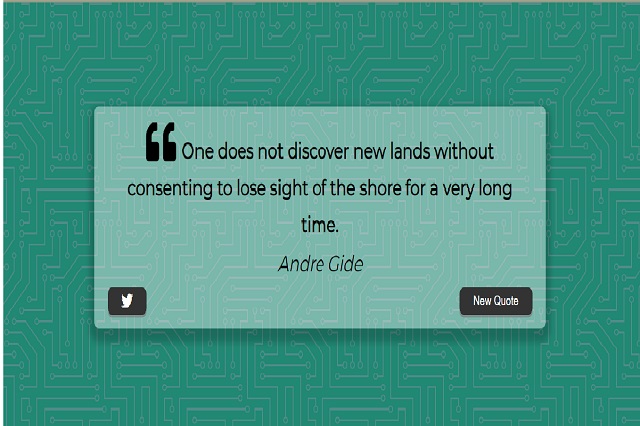 One does not discover new lands without
consenting to lose sight of the shore for a very long
time.
Andre Gide
New Quote